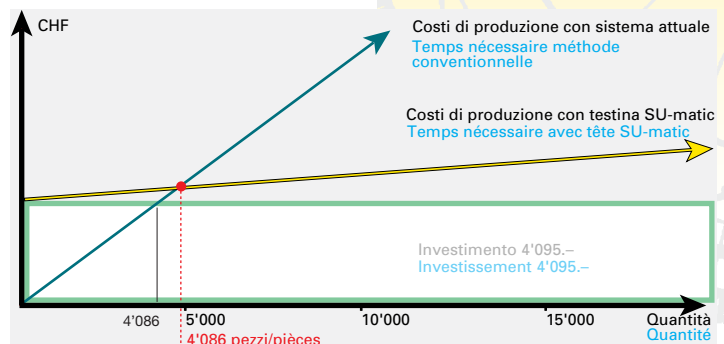 CHF
Costi di produzione con sistema attuale
Temps nécessaire méthode
conventionnelle
Costi di produzione con testina SU-matic
Temps nécessaire avec tête SU-matic
Investimento 4'095.–
Investissement 4'095.–
4'086
5'000
10'000
15'000
Quantità
Quantité
4'086 pezzi/pièces